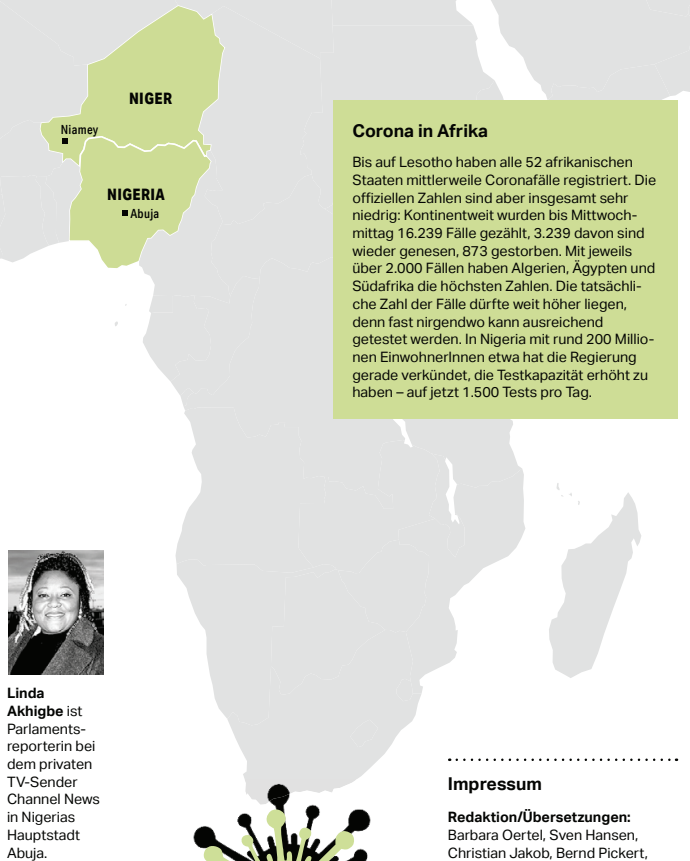 NIGER
Niamey
NIGERIA
Abuja
Corona in Afrika
Bis auf Lesotho haben alle 52 afrikanischen
Staaten mittlerweile Coronafälle registriert. Die
offiziellen Zahlen sind aber insgesamt sehr
niedrig: Kontinentweit wurden bis Mittwoch-
mittag 16.239 Fälle gezählt, 3.239 davon sind
wieder genesen, 873 gestorben. Mit jeweils
über 2.000 Fällen haben Algerien, Ägypten und
Südafrika die höchsten Zahlen. Die tatsächli-
che Zahl der Fälle dürfte weit höher liegen,
denn fast nirgendwo kann ausreichend
getestet werden. In Nigeria mit rund 200 Millio-
nen EinwohnerInnen etwa hat die Regierung
gerade verkündet, die Testkapazität erhöht zu
haben – auf jetzt 1.500 Tests pro Tag.
Linda
Akhigbe ist
Parlaments-
reporterin bei
dem privaten
TV-Sender
Channel News
in Nigerias
Hauptstadt
Abuja.
Impressum
Redaktion/Übersetzungen:
Barbara Oertel, Sven Hansen,
Christian Jakob, Bernd Pickert,